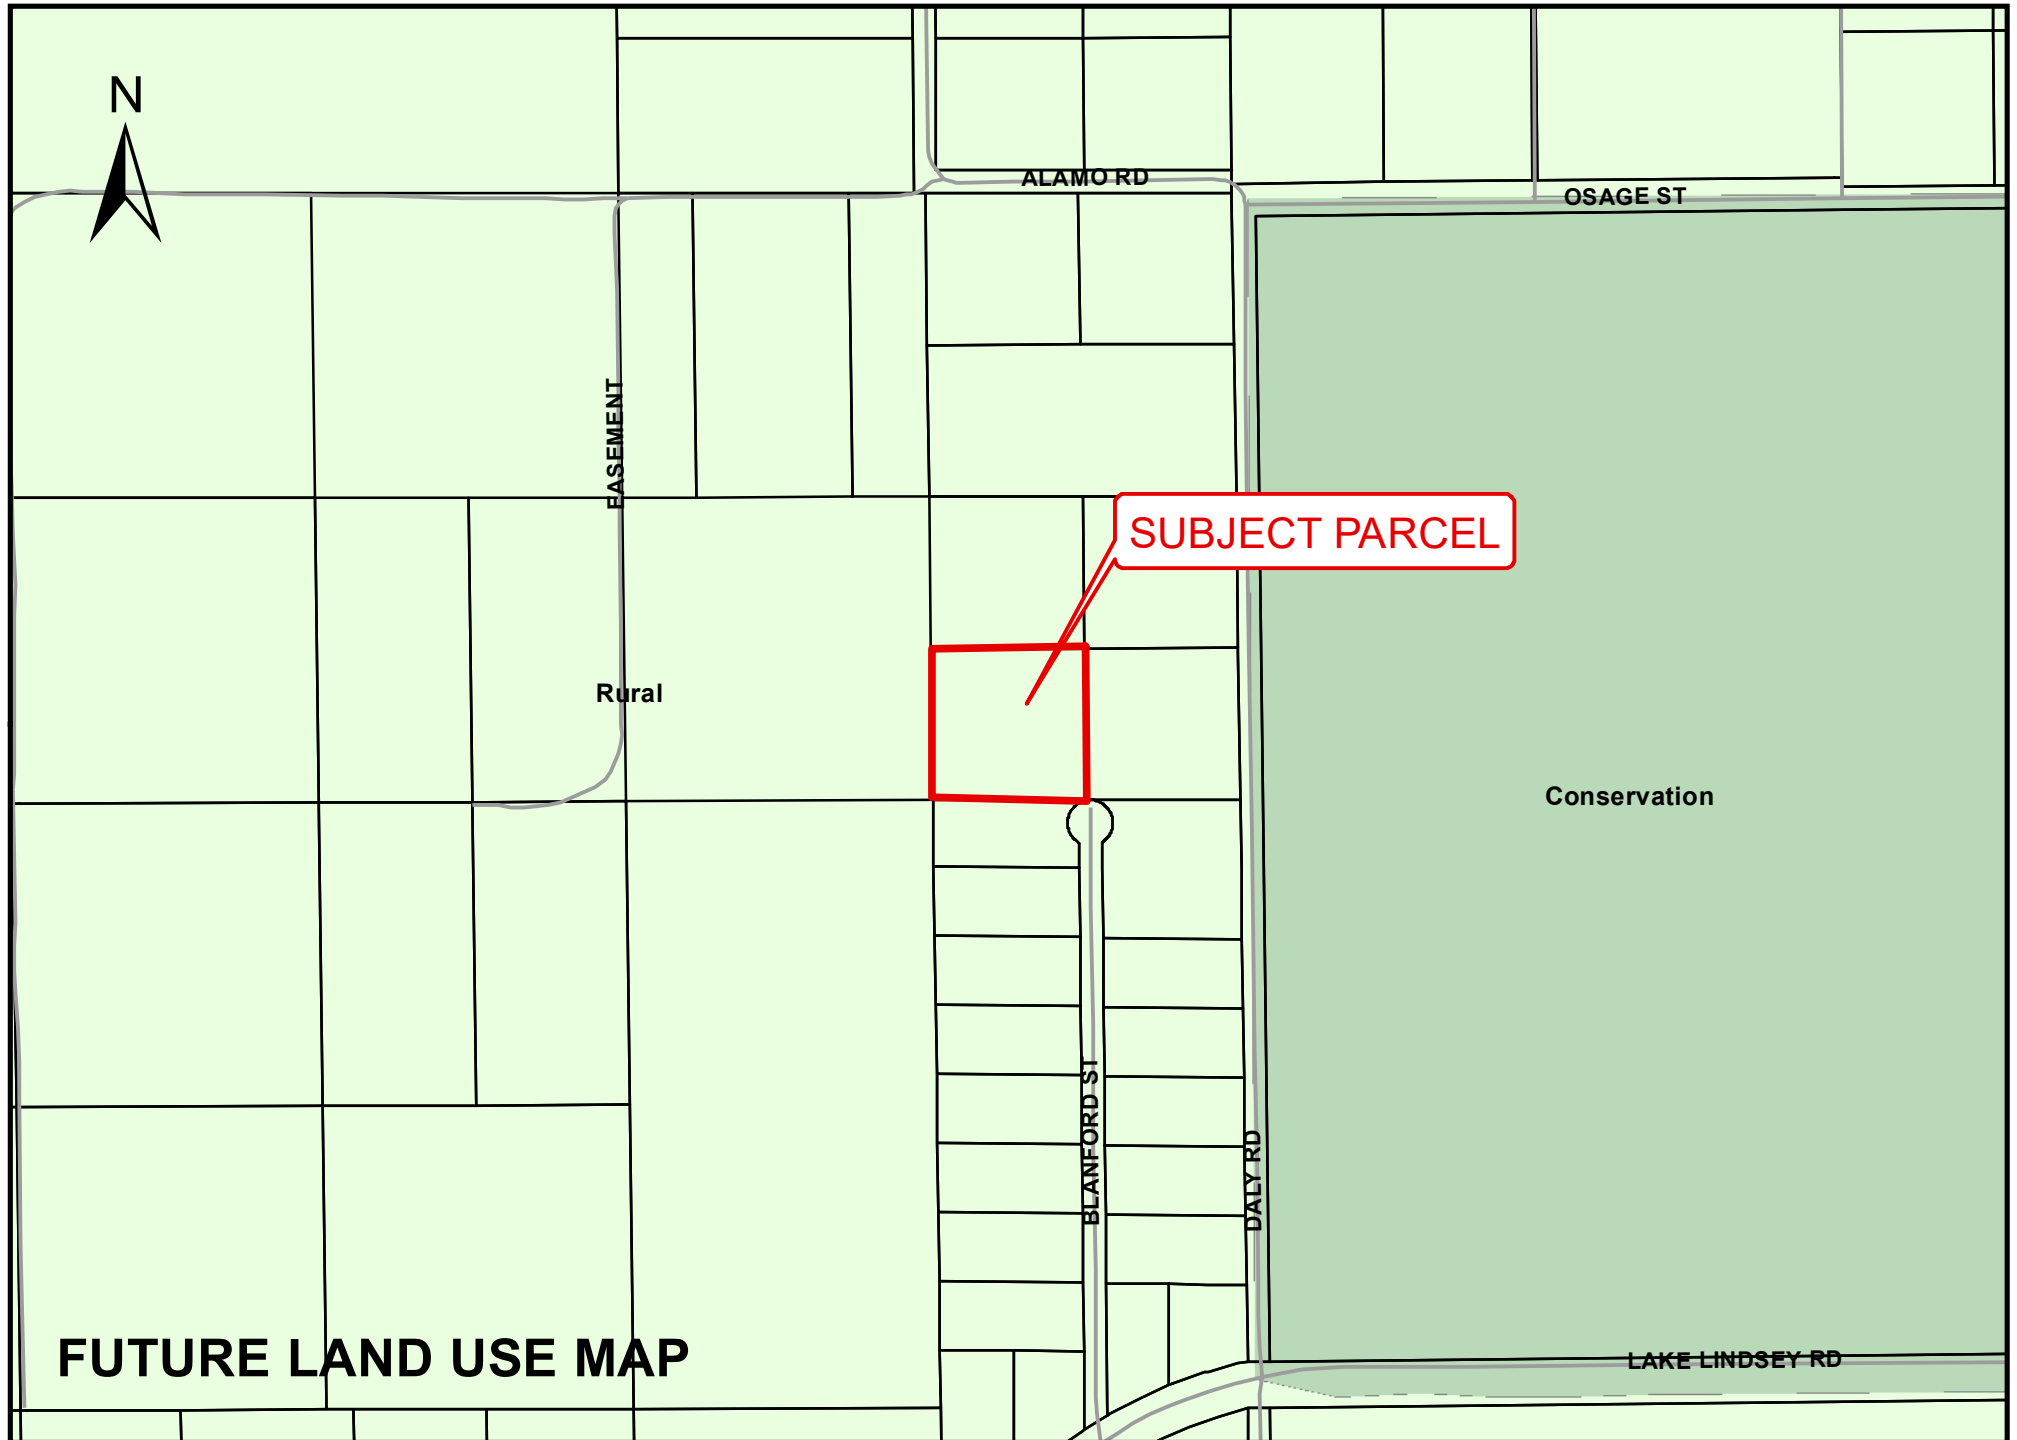 N
ALAMO RD
OSAGE ST
EASEMENT
SUBJECT PARCEL
Rural
Conservation
BLANFORD ST
DALY RD
FUTURE LAND USE MAP
LAKE LINDSEY RD